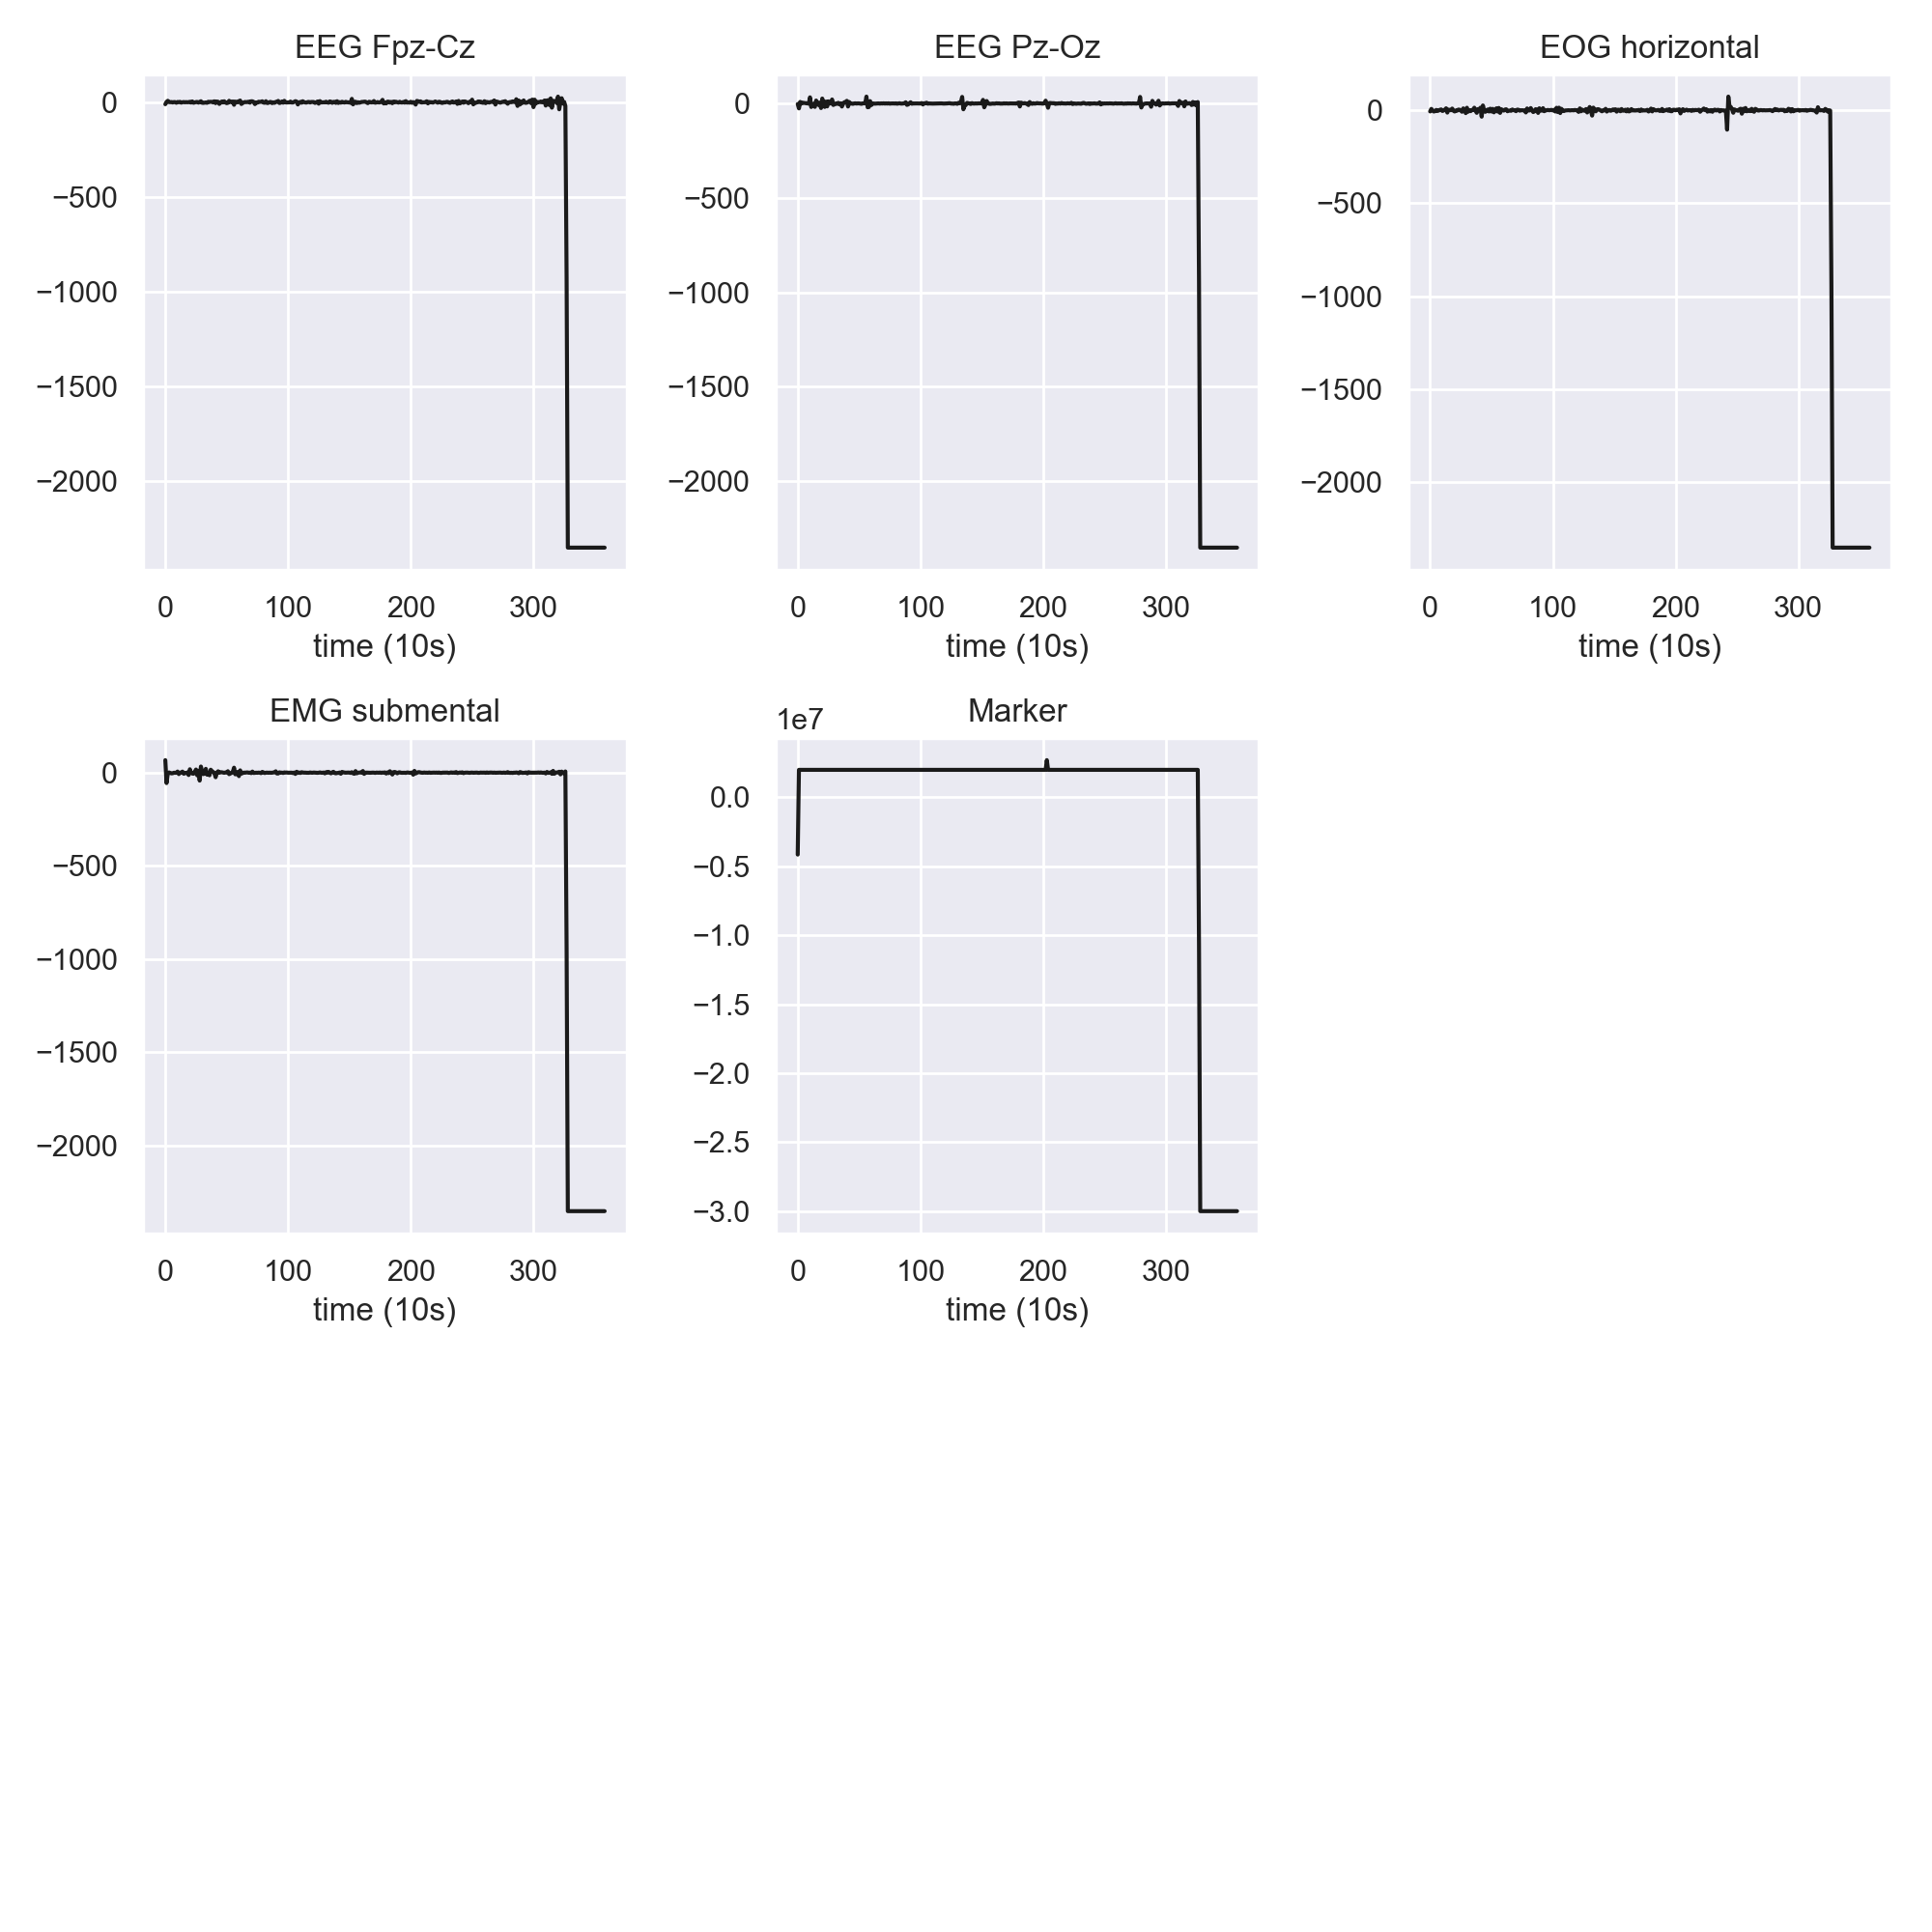 EEG Fpz-Cz
0
−500
−1000
−1500
−2000
0 100 200 300
time (10s)
EEG Pz-Oz
0
−500
−1000
−1500
−2000
0 100 200 300
time (10s)
EOG horizontal
0
−500
−1000
−1500
−2000
0 100 200 300
time (10s)
EMG submental
0
−500
−1000
−1500
−2000
0 100 200 300
time (10s)
1e7 Marker
0.0
−0.5
−1.0
−1.5
−2.0
−2.5
−3.0
0 100 200 300
time (10s)